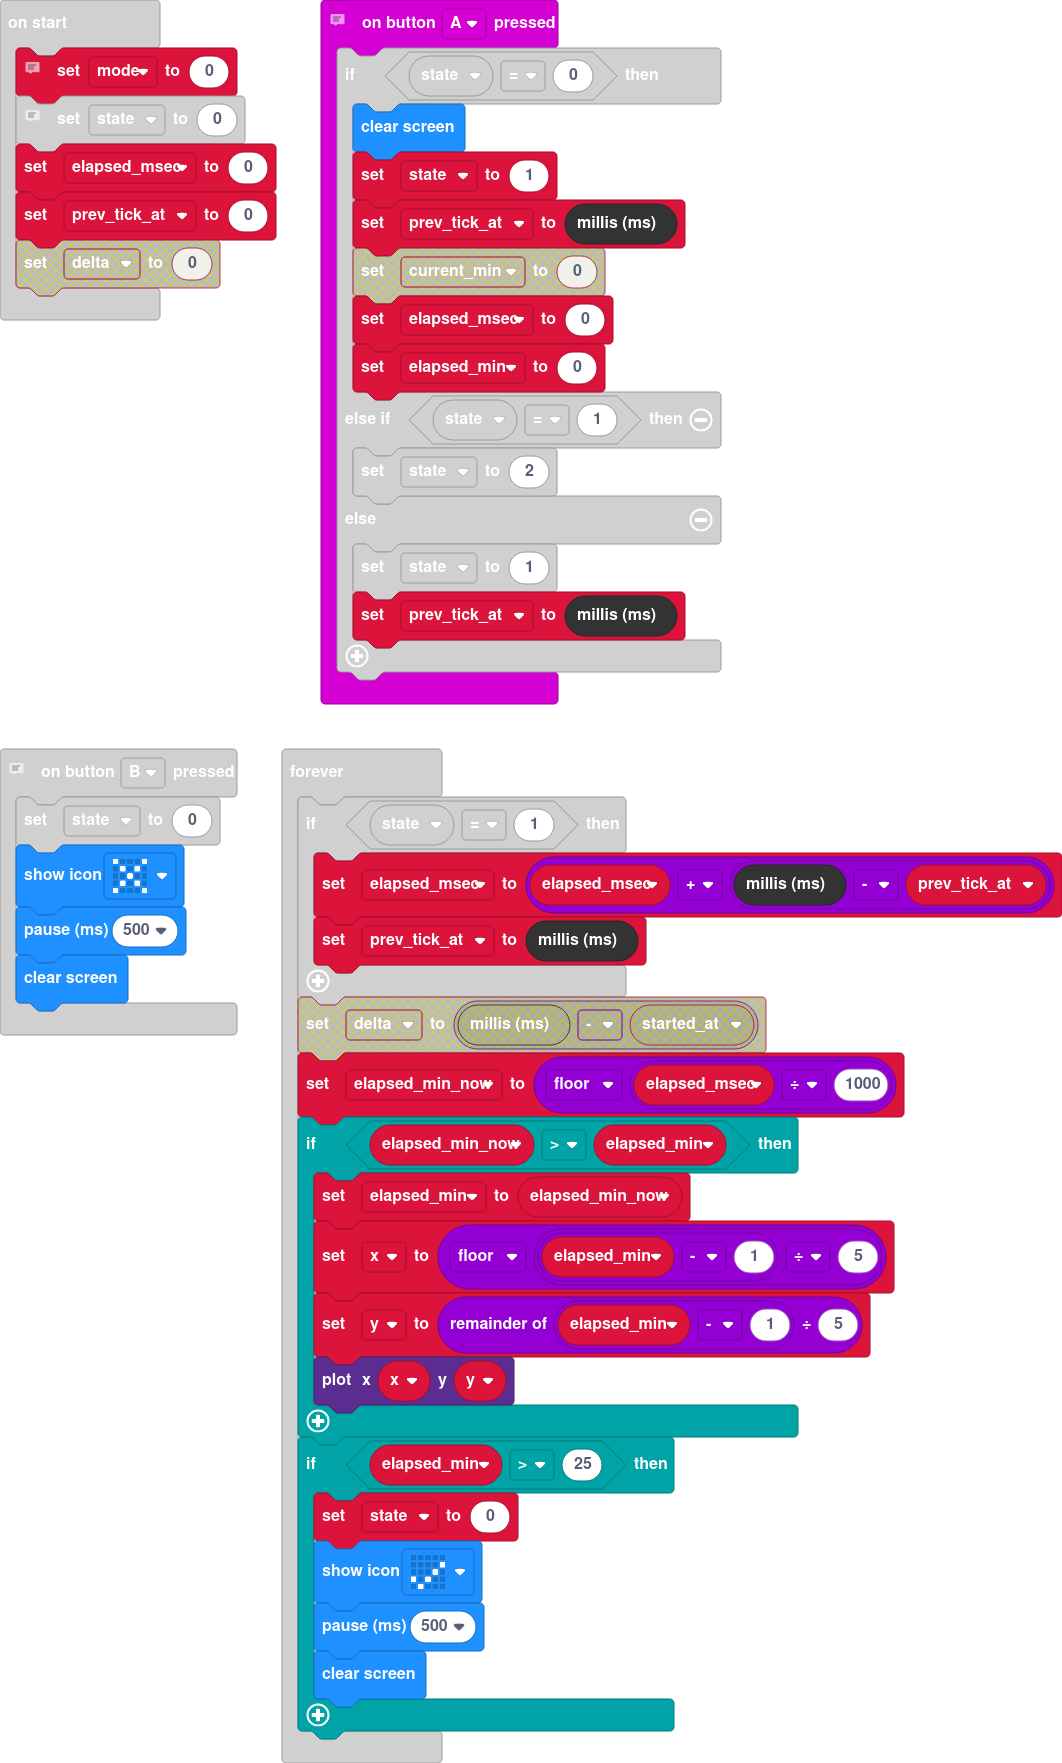 on start
set mode to 0
set state to 0
set elapsed_msec to 0
set prev_tick_at to 0
set delta to 0
on button A pressed
if state = 0 then
clear screen
set state to 1
set prev_tick_at to millis (ms)
set current_min to 0
set elapsed_msec to 0
set elapsed_min to 0
else if state = 1 then
set state to 2
else
set state to 1
set prev_tick_at to millis (ms)
on button B pressed
set state to 0
show icon
pause (ms) 500
clear screen
forever
if state = 1 then
set elapsed_msec to elapsed_msec + millis (ms) - prev_tick_at
set prev_tick_at to millis (ms)
set delta to millis (ms) - started_at
set elapsed_min_now to floor elapsed_msec ÷ 1000
if elapsed_min_now > elapsed_min then
set elapsed_min to elapsed_min_now
set x to floor elapsed_min - 1 ÷ 5
set y to remainder of elapsed_min - 1 ÷ 5
plot x x y y
if elapsed_min > 25 then
set state to 0
show icon
pause (ms) 500
clear screen